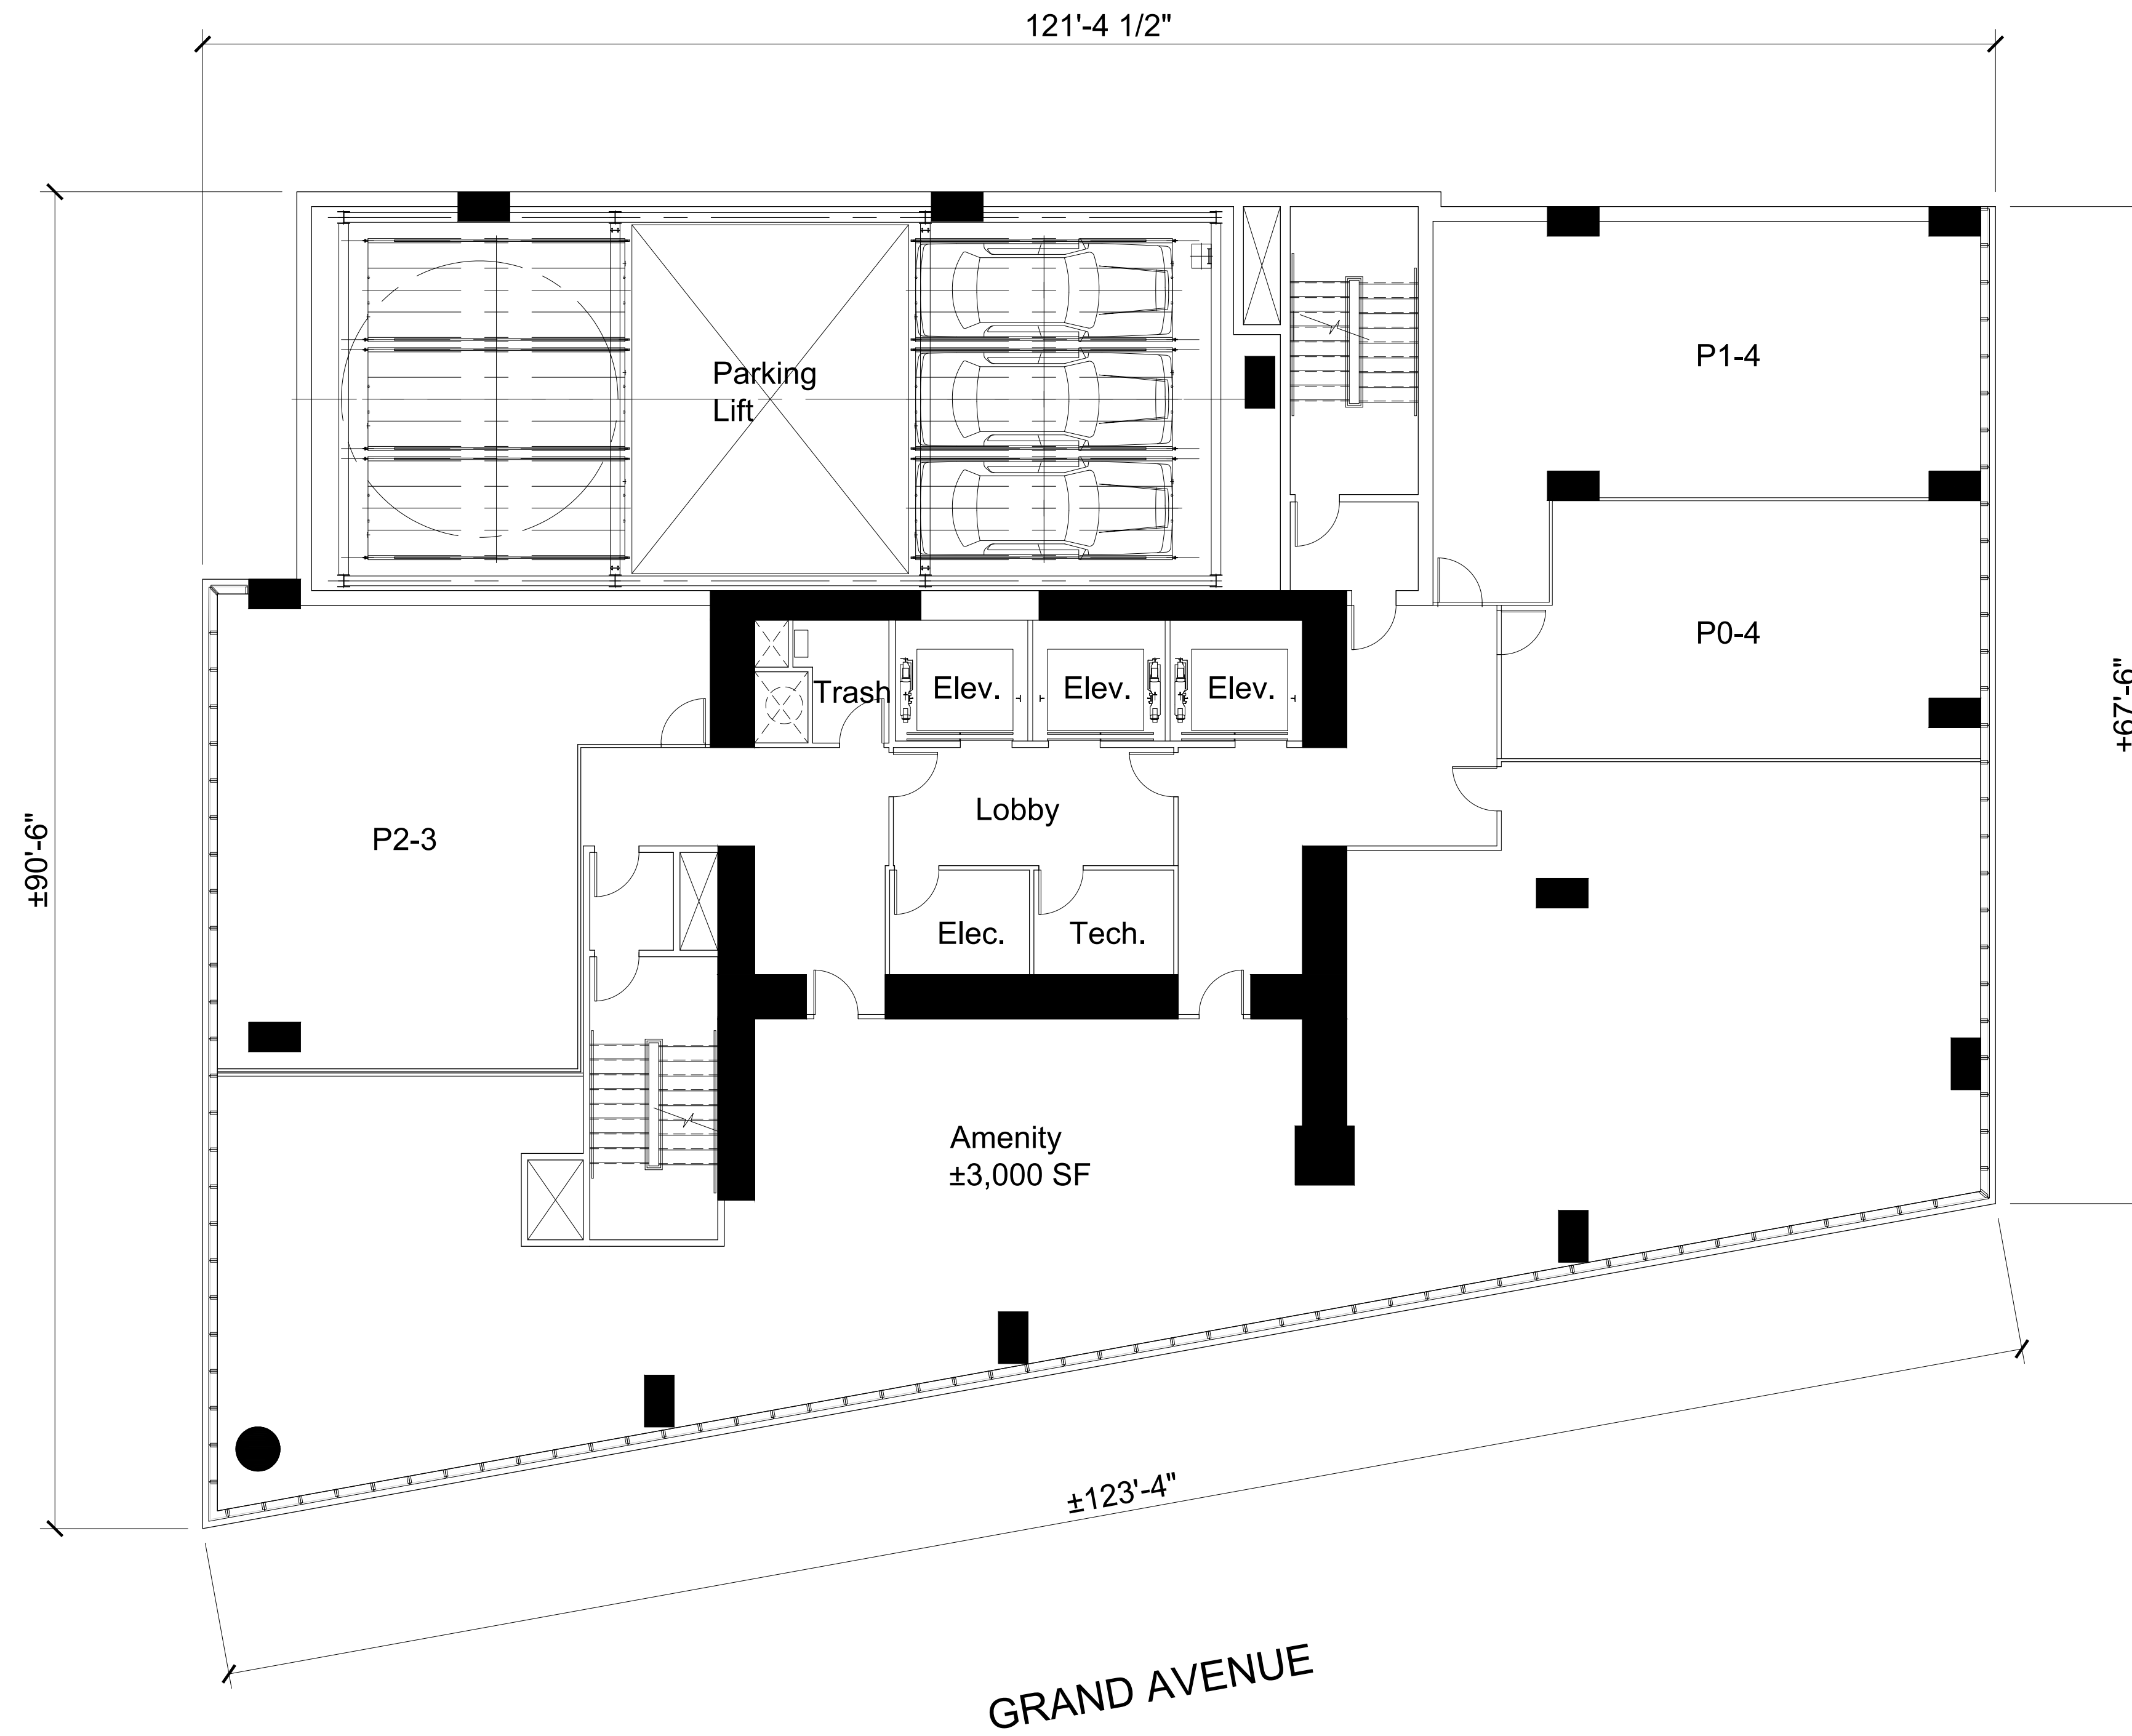 121'-4 1/2"
Parking
Lift
P1-4
P0-4
Trash
Elev.
Elev.
Elev.
±67'-6"
Lobby
P2-3
±90'-6"
Elec.
Tech.
Amenity
±3,000 SF
±123'-4"
GRAND AVENUE